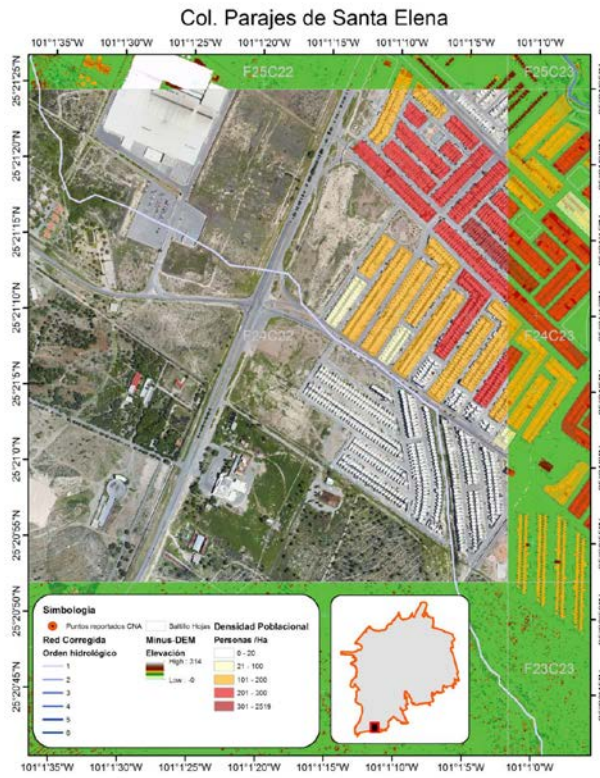 Col. Parajes de Santa Elena
101°1'35"W 101°1'30"W 101°1'25"W 101°1'20"W 101°1'15"W 101°1'10"W 101°1'5"W 101°1'0"W
F25C22 F25C23
25°21'25"N
25°21'20"N
25°21'15"N
25°21'10"N
F24C22 F24C23
25°21'5"N
25°21'0"N
25°20'55"N
25°20'50"N
Simbología
Puntos reportados CNA
Saltillo Hojas
Densidad Poblacional
Red Corregida
Minus-DEM
Personas /Ha
Orden hidrológico
Elevación
0 - 20
1
High : 314
21 - 100
2
Low : -0
101 - 200
3
201 - 300
4
301 - 2519
5
6
F23C23
25°20'45"N
101°1'35"W 101°1'30"W 101°1'25"W 101°1'20"W 101°1'15"W 101°1'10"W 101°1'5"W 101°1'0"W